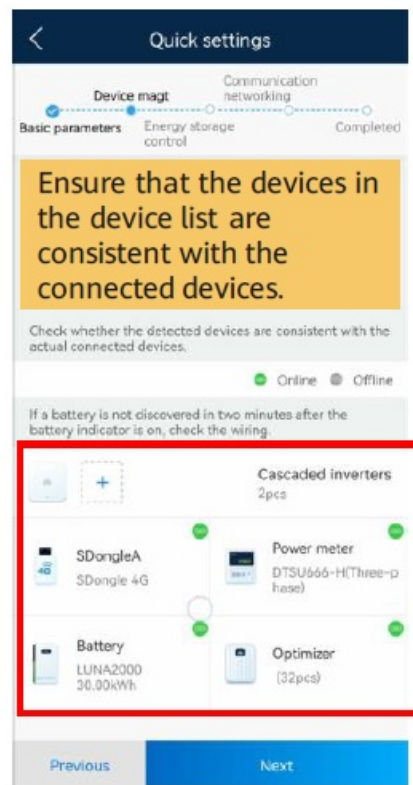 Quick settings
Communication
networking
Device magt
Basic parameters
Energy storage
control
Completed
Ensure that the devices in
the device list are
consistent with the
connected devices.
Check whether the detected devices are consistent with the
actual connected devices.
Online Offline
If a battery is not discovered in two minutes after the
battery indicator is on, check the wiring.
Cascaded inverters
2pcs
SDongleA
SDongle 4G
4G
Power meter
DTSU666-H(Three-p
hase)
Battery
LUNA2000
30.00kWh
Optimizer
(32pcs)
Previous
Next